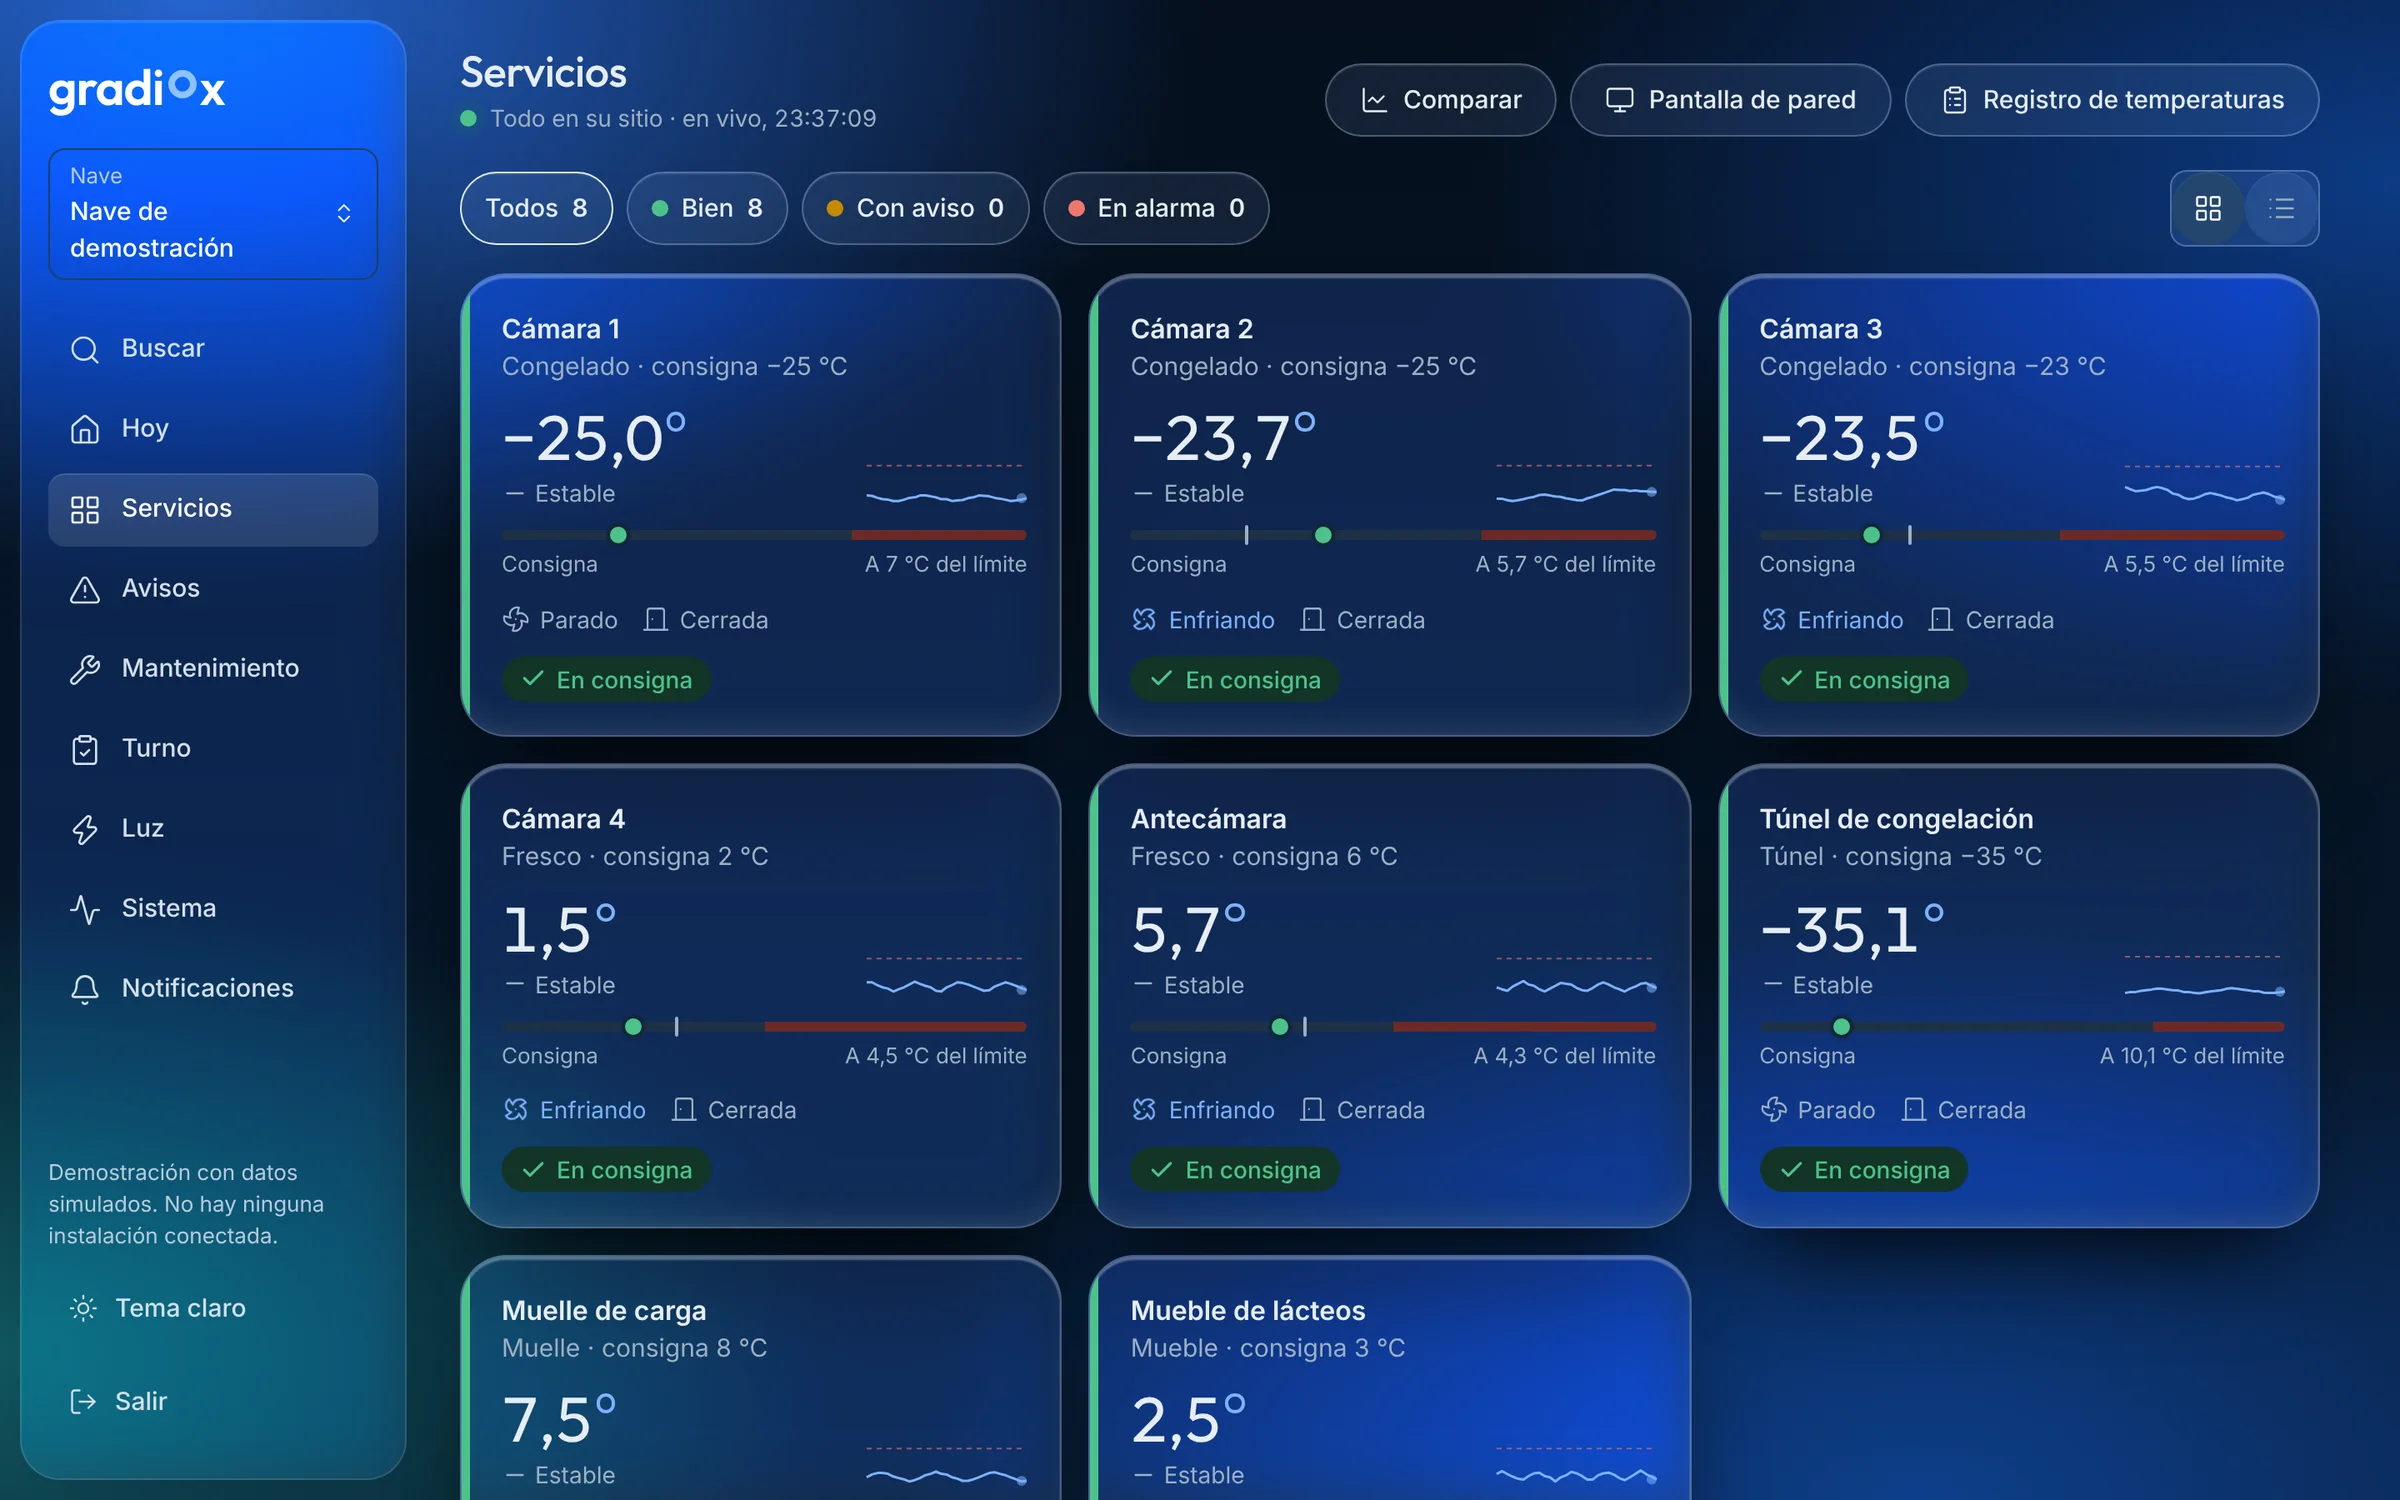 gradiox
Nave
Nave de
demostración
Buscar
Hoy
Servicios
Avisos
Mantenimiento
Turno
Luz
Sistema
Notificaciones
Demostración con datos
simulados. No hay ninguna
instalación conectada.
Tema claro
Salir
Servicios
Todo en su sitio · en vivo, 23:37:09
Comparar
Pantalla de pared
Registro de temperaturas
Todos 8
Bien 8
Con aviso 0
En alarma 0
Cámara 1
Congelado · consigna −25 °C
−25,0°
Estable
Consigna
A 7 °C del límite
Parado
Cerrada
En consigna
Cámara 2
Congelado · consigna −25 °C
−23,7°
Estable
Consigna
A 5,7 °C del límite
Enfriando
Cerrada
En consigna
Cámara 3
Congelado · consigna −23 °C
−23,5°
Estable
Consigna
A 5,5 °C del límite
Enfriando
Cerrada
En consigna
Cámara 4
Fresco · consigna 2 °C
1,5°
Estable
Consigna
A 4,5 °C del límite
Enfriando
Cerrada
En consigna
Antecámara
Fresco · consigna 6 °C
5,7°
Estable
Consigna
A 4,3 °C del límite
Enfriando
Cerrada
En consigna
Túnel de congelación
Túnel · consigna −35 °C
−35,1°
Estable
Consigna
A 10,1 °C del límite
Parado
Cerrada
En consigna
Muelle de carga
Muelle · consigna 8 °C
7,5°
Estable
Mueble de lácteos
Mueble · consigna 3 °C
2,5°
Estable